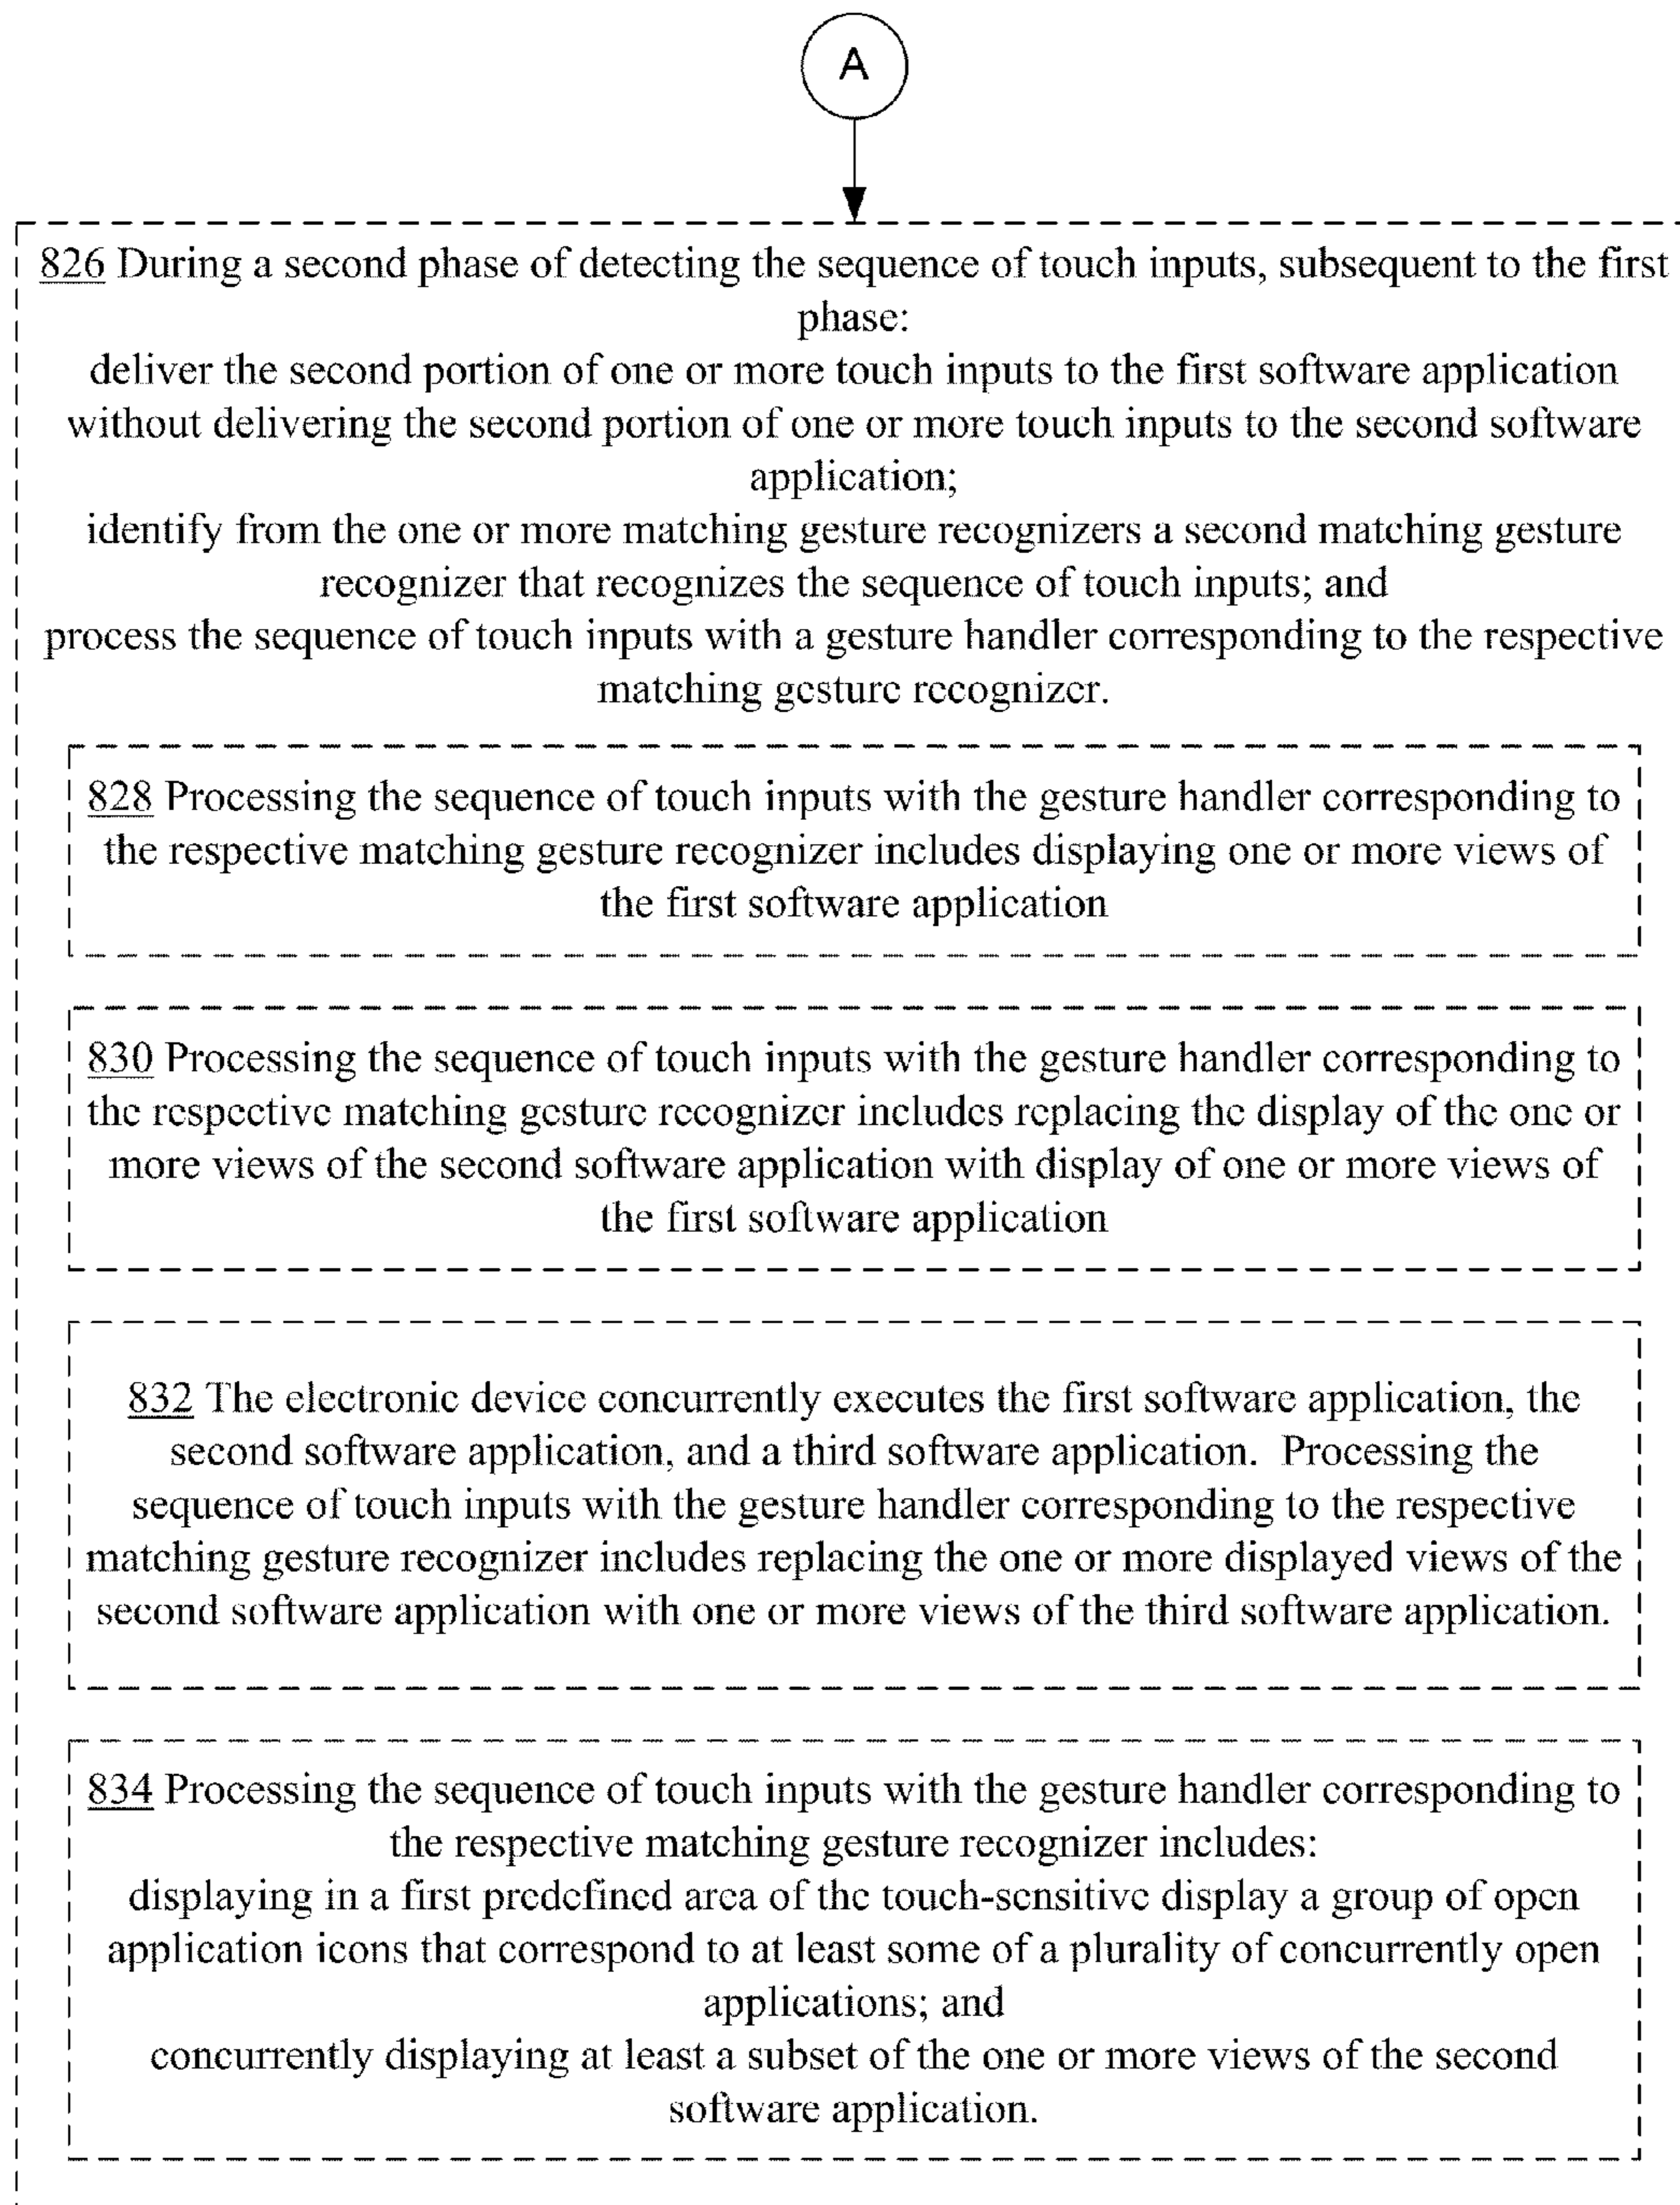 A
826 During a second phase of detecting the sequence of touch inputs, subsequent to the first
phase:
deliver the second portion of one or more touch inputs to the first software application
without delivering the second portion of one or more touch inputs to the second software
application;
identify from the one or more matching gesture recognizers a second matching gesture
recognizer that recognizes the sequence of touch inputs; and
process the sequence of touch inputs with a gesture handler corresponding to the respective
matching gesture recognizer.
828 Processing the sequence of touch inputs with the gesture handler corresponding to
the respective matching gesture recognizer includes displaying one or more views of
the first software application
830 Processing the sequence of touch inputs with the gesture handler corresponding to
the respective matching gesture recognizer includes replacing the display of the one or
more views of the second software application with display of one or more views of
the first software application
832 The electronic device concurrently executes the first software application, the
second software application, and a third software application.  Processing the
sequence of touch inputs with the gesture handler corresponding to the respective
matching gesture recognizer includes replacing the one or more displayed views of the
second software application with one or more views of the third software application.
834 Processing the sequence of touch inputs with the gesture handler corresponding to
the respective matching gesture recognizer includes:
displaying in a first predefined area of the touch-sensitive display a group of open
application icons that correspond to at least some of a plurality of concurrently open
applications; and
concurrently displaying at least a subset of the one or more views of the second
software application.